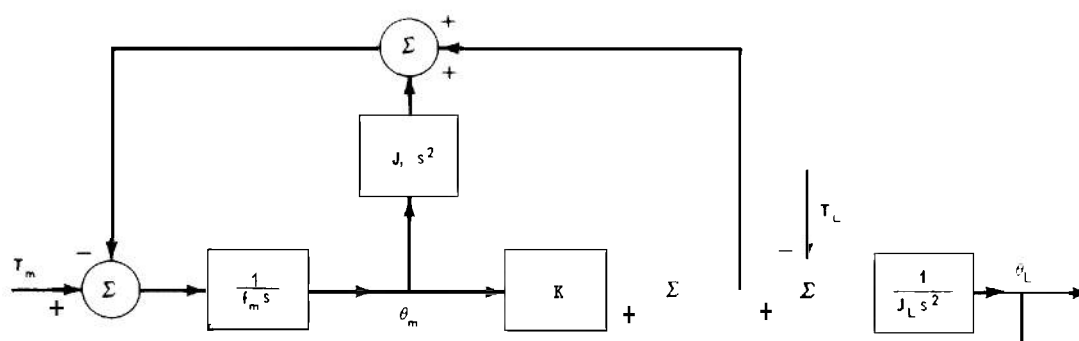 +
Σ
+
J, s²
T_L
−
−
T_m
+
Σ
1
f_m s
θ_m
K
+
Σ
+
Σ
1
J_L s²
θ_L